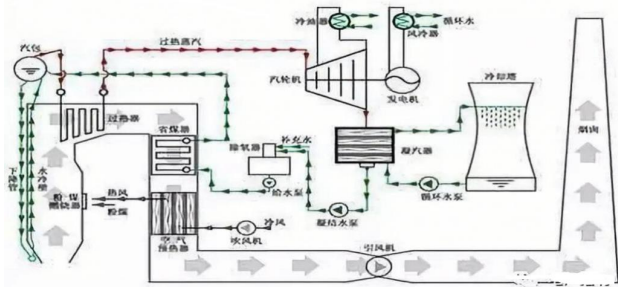 冷油器
循环水
风冷器
汽包
过热蒸汽
汽轮机
发电机
冷却塔
过热器
省煤器
除氧器
补充水
凝汽器
烟囱
下降管
水冷壁
粉煤
燃烧器
热风
粉煤
给水泵
循环水泵
冷风
凝结水泵
空气
预热器
吹风机
引风机